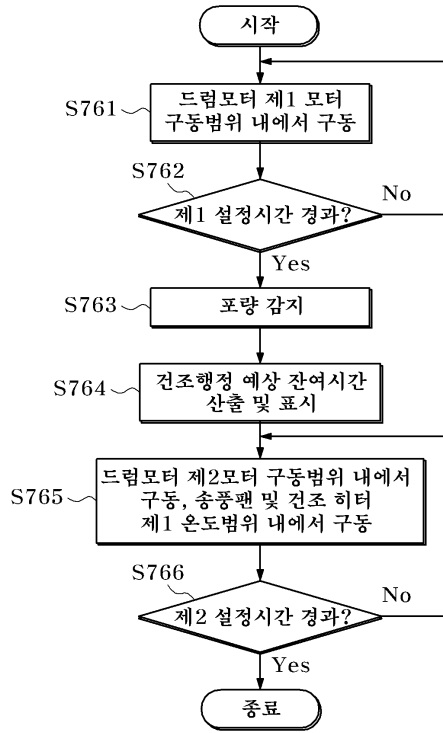 시작
S761
드럼모터 제1 모터
구동범위 내에서 구동
S762
제1 설정시간 경과?
No
Yes
S763
포량 감지
S764
건조행정 예상 잔여시간
산출 및 표시
S765
드럼모터 제2모터 구동범위 내에서
구동, 송풍팬 및 건조 히터
제1 온도범위 내에서 구동
S766
제2 설정시간 경과?
No
Yes
종료